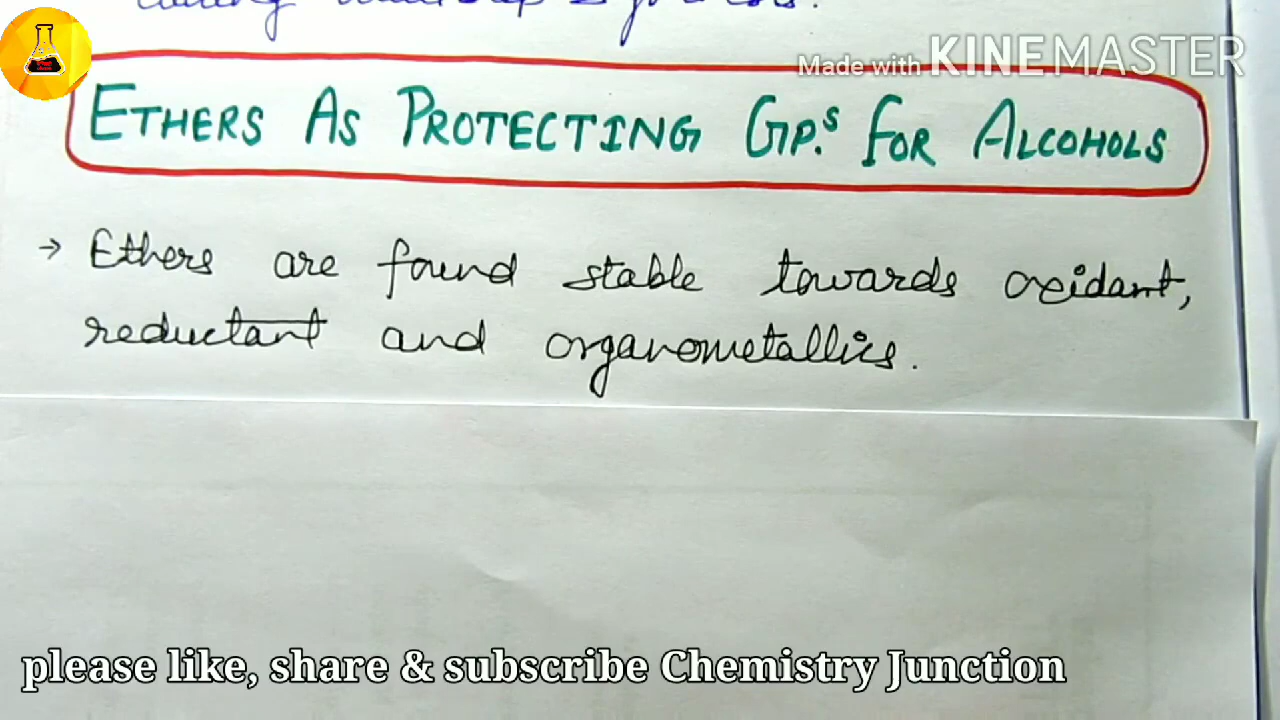 Made with KINEMASTER
ETHERS AS PROTECTING GP.s FOR ALCOHOLS
→ Ethers are found stable towards oxidant,
reductant and organometallics.
please like, share & subscribe Chemistry Junction